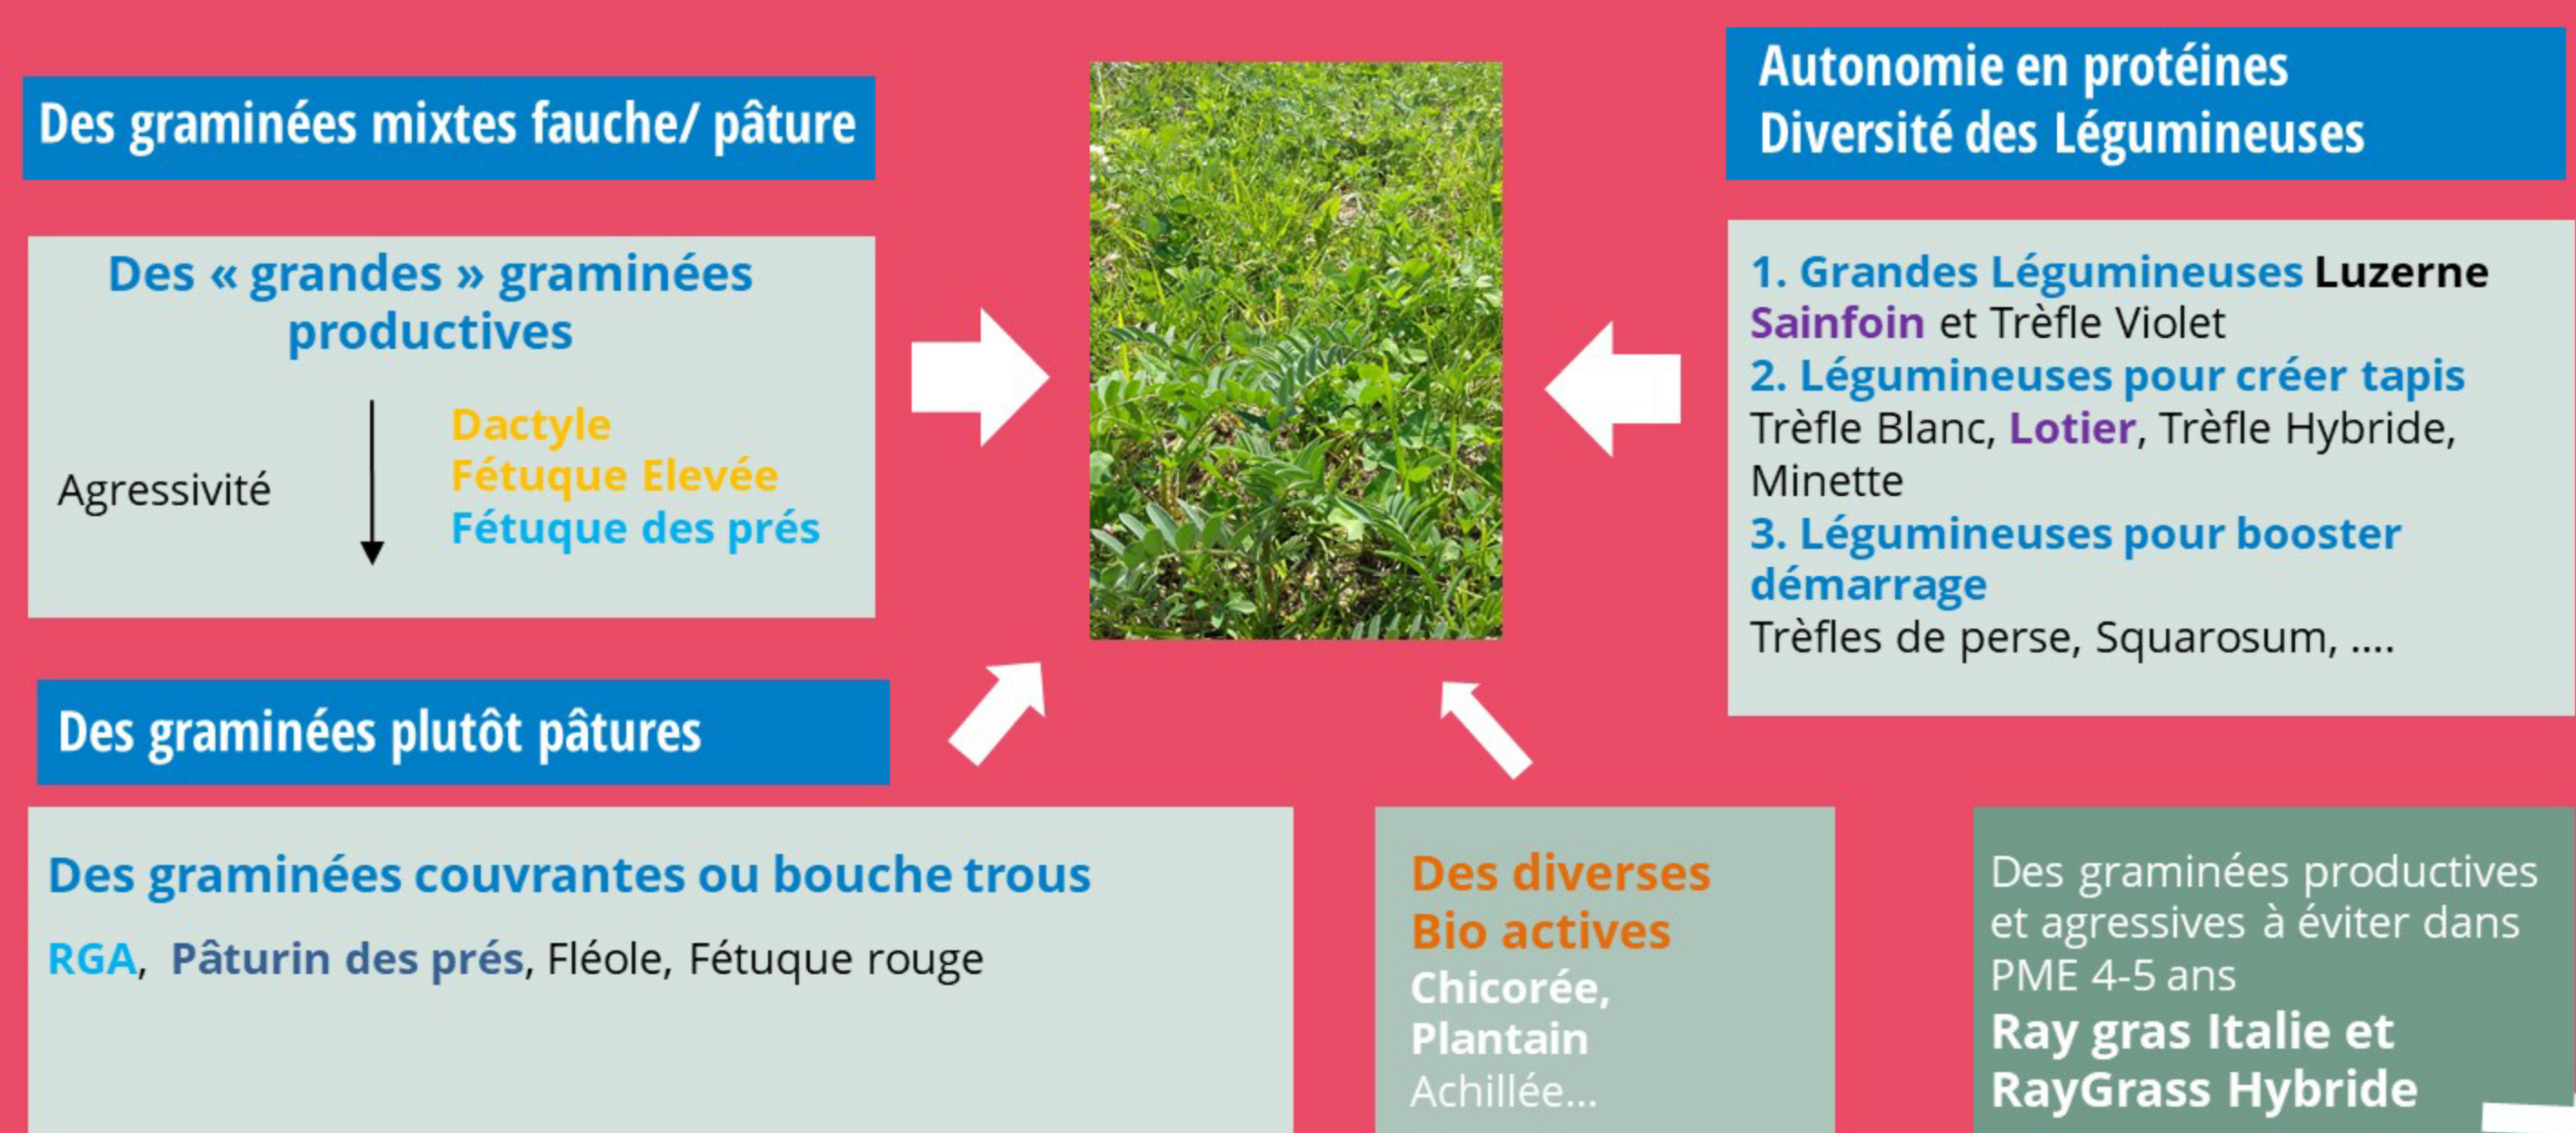 Des graminées mixtes fauche/ pâture
Des « grandes » graminées
productives
Agressivité
Dactyle
Fétuque Elevée
Fétuque des prés
Autonomie en protéines
Diversité des Légumineuses
1. Grandes Légumineuses Luzerne
Sainfoin et Trèfle Violet
2. Légumineuses pour créer tapis
Trèfle Blanc, Lotier, Trèfle Hybride,
Minette
3. Légumineuses pour booster
démarrage
Trèfles de perse, Squarosum, ....
Des graminées plutôt pâtures
Des graminées couvrantes ou bouche trous
RGA, Pâturin des prés, Fléole, Fétuque rouge
Des diverses
Bio actives
Chicorée,
Plantain
Achillée...
Des graminées productives
et agressives à éviter dans
PME 4-5 ans
Ray gras Italie et
RayGrass Hybride